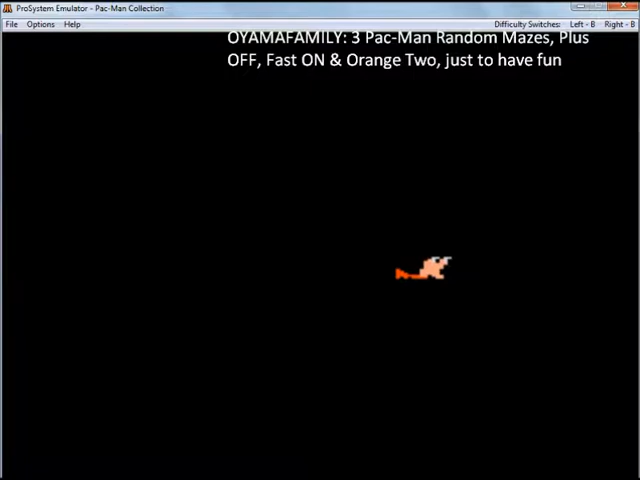 ProSystem Emulator - Pac-Man Collection
File Options Help Difficulty Switches: Left - B Right - B
OYAMAFAMILY: 3 Pac-Man Random Mazes, Plus
OFF, Fast ON & Orange Two, just to have fun